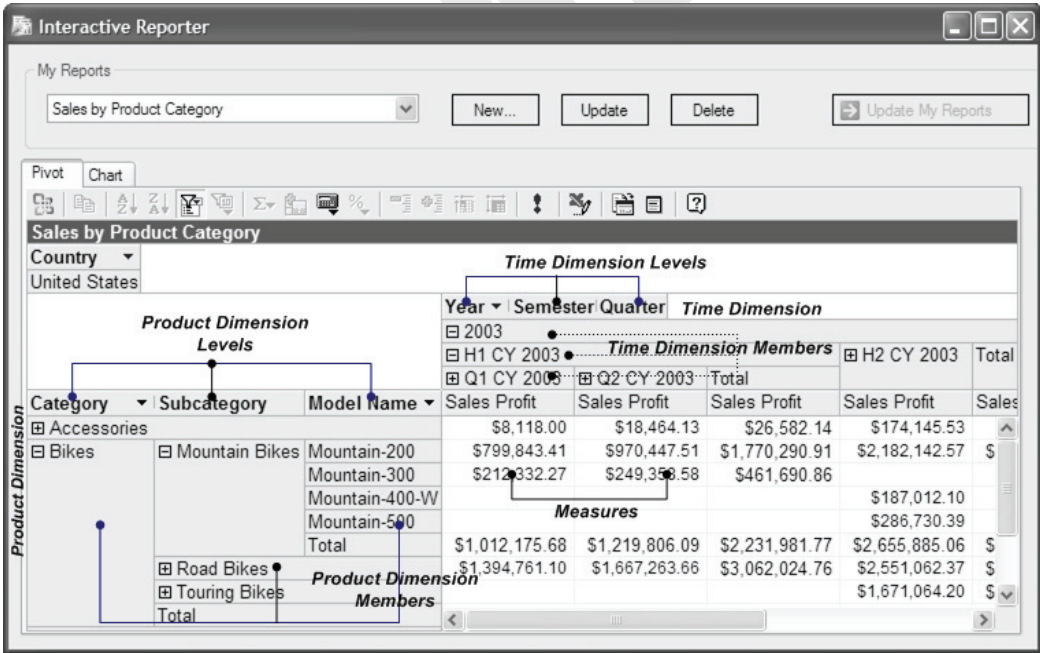 Interactive Reporter
My Reports
Sales by Product Category
New...
Update
Delete
Update My Reports
Pivot
Chart
Sales by Product Category
Country
United States
Time Dimension Levels
Year Semester Quarter Time Dimension
Product Dimension
Levels
2003
H1 CY 2003 Time Dimension Members H2 CY 2003 Total
Q1 CY 2003 Q2 CY 2003 Total
Category Subcategory Model Name Sales Profit Sales Profit Sales Profit Sales Profit Sales
Product Dimension
Accessories $8,118.00 $18,464.13 $26,582.14 $174,145.53
Bikes Mountain Bikes Mountain-200 $799,843.41 $970,447.51 $1,770,290.91 $2,182,142.57 $
Mountain-300 $212,332.27 $249,358.58 $461,690.86
Mountain-400-W $187,012.10
Measures
Mountain-500 $286,730.39
Total $1,012,175.68 $1,219,806.09 $2,231,981.77 $2,655,885.06 $
Road Bikes $1,394,761.10 $1,667,263.66 $3,062,024.76 $2,551,062.37 $
Product Dimension
Members
Touring Bikes $1,671,064.20 $
Total